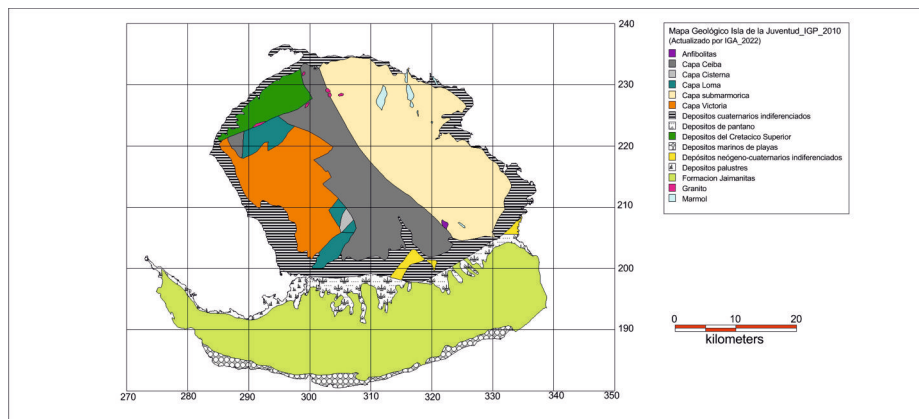 Mapa Geológico Isla de la Juventud_IGP_2010
(Actualizado por IGA_2022)
Anfibolitas
Capa Ceiba
Capa Cisterna
Capa Loma
Capa submarmorica
Capa Victoria
Depositos cuaternarios indiferenciados
Depositos de pantano
Depositos del Cretacico Superior
Depositos marinos de playas
Depósitos neógeno-cuaternarios indiferenciados
Depositos palustres
Formacion Jaimanitas
Granito
Marmol
240
230
220
210
200
190
270 280 290 300 310 320 330 340 350
0 10 20
kilometers